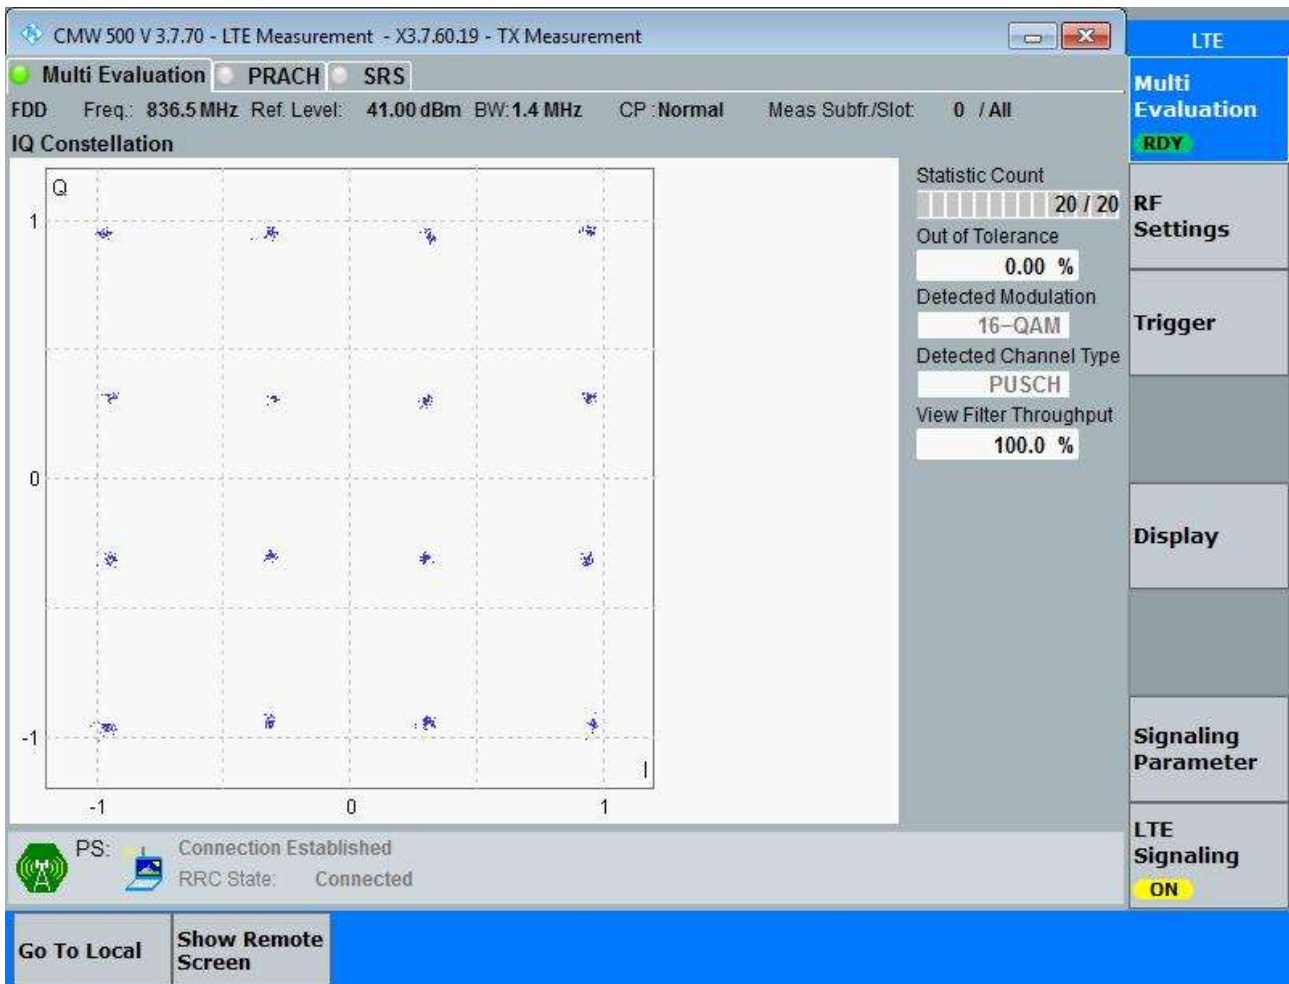 CMW 500 V 3.7.70 - LTE Measurement - X3.7.60.19 - TX Measurement
LTE
Multi Evaluation PRACH SRS
FDD Freq.: 836.5 MHz Ref. Level: 41.00 dBm BW: 1.4 MHz CP : Normal Meas Subfr./Slot: 0 / All
IQ Constellation
Q
1
0
-1
I
-1 0 1
Statistic Count
20 / 20
Out of Tolerance
0.00 %
Detected Modulation
16-QAM
Detected Channel Type
PUSCH
View Filter Throughput
100.0 %
Multi
Evaluation
RDY
RF
Settings
Trigger
Display
Signaling
Parameter
LTE
Signaling
ON
PS: Connection Established
RRC State: Connected
Go To Local
Show Remote
Screen